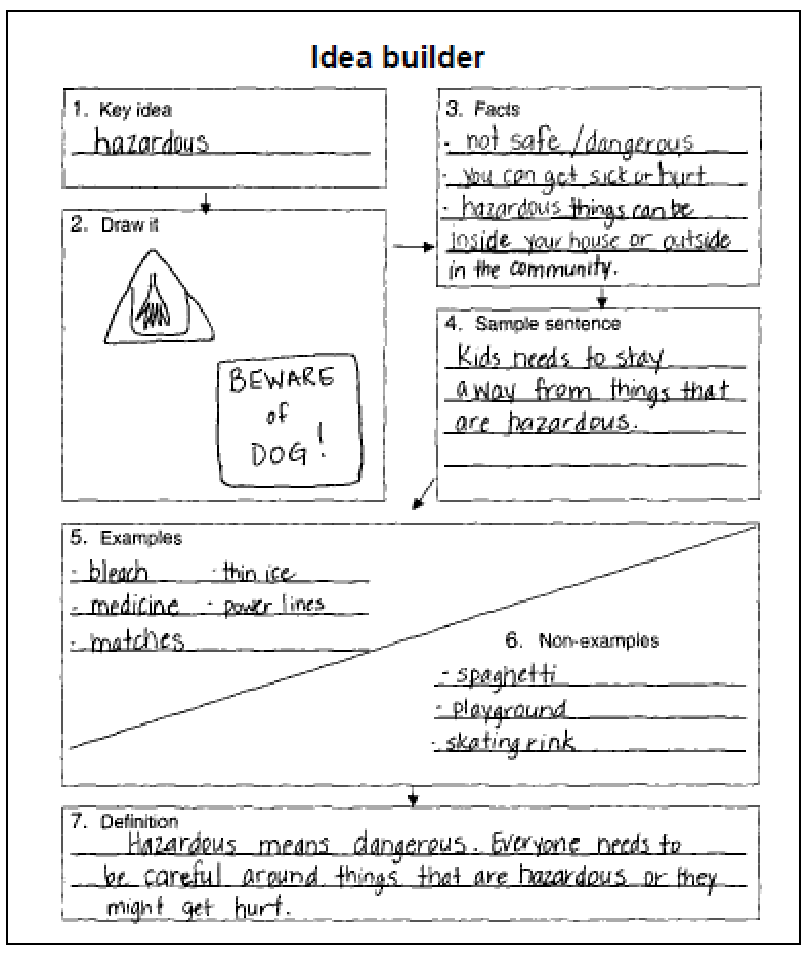 Idea builder
1. Key idea
hazardous
2. Draw it
BEWARE
of
DOG!
3. Facts
- not safe / dangerous
- you can get sick or hurt
- hazardous things can be
inside your house or outside
in the community.
4. Sample sentence
Kids needs to stay
away from things that
are hazardous.
5. Examples
- bleach - thin ice
- medicine - power lines
- matches
6. Non-examples
- spaghetti
- playground
- skating rink
7. Definition
Hazardous means dangerous. Everyone needs to
be careful around things that are hazardous or they
might get hurt.